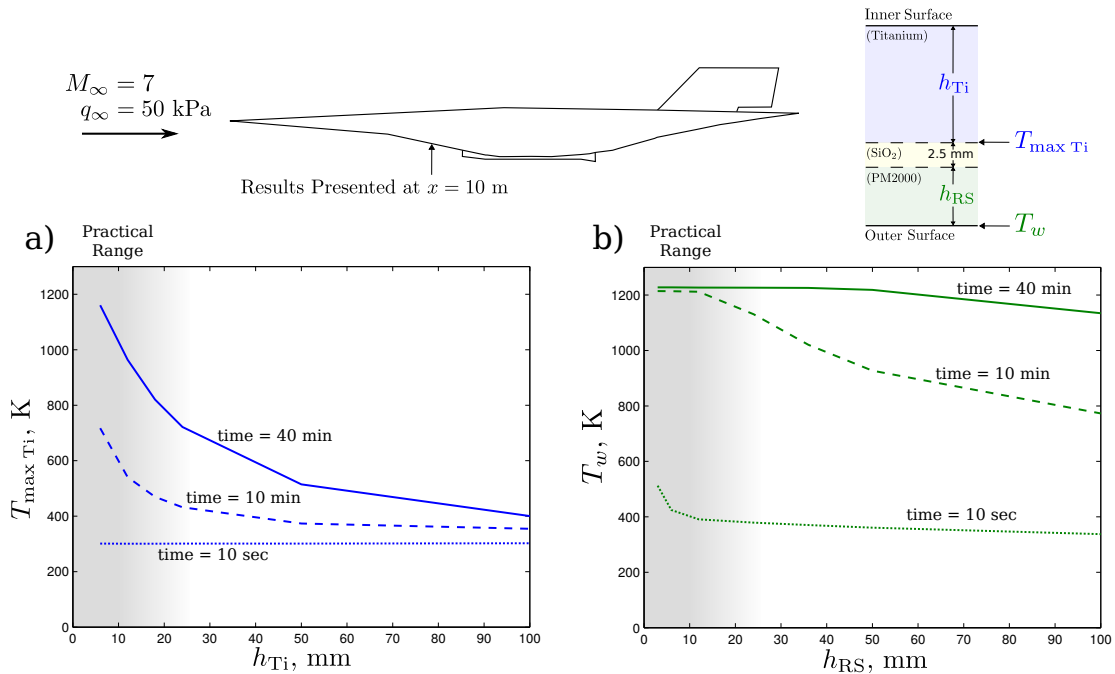 M∞ = 7
q∞ = 50 kPa
Results Presented at x = 10 m
Inner Surface
(Titanium)
hTi
Tmax Ti
(SiO2)
2.5 mm
(PM2000)
hRS
Tw
Outer Surface
a)
Practical
Range
1200
1000
800
600
400
200
0
Tmax Ti, K
time = 40 min
time = 10 min
time = 10 sec
0 10 20 30 40 50 60 70 80 90 100
hTi, mm
b)
Practical
Range
1200
1000
800
600
400
200
0
Tw, K
time = 40 min
time = 10 min
time = 10 sec
0 10 20 30 40 50 60 70 80 90 100
hRS, mm